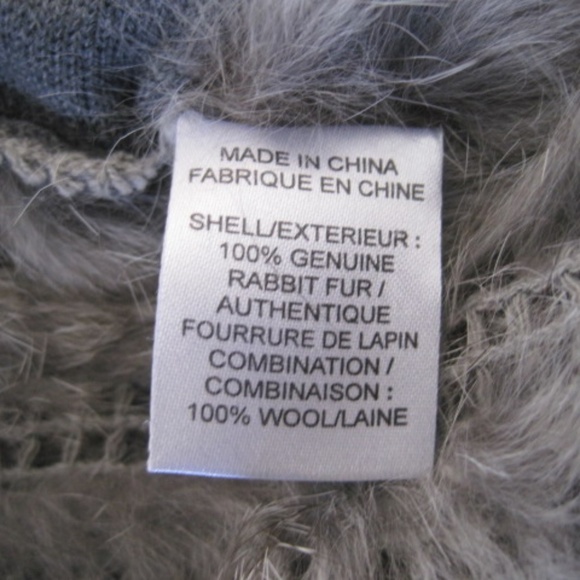 MADE IN CHINA
FABRIQUE EN CHINE
SHELL/EXTERIEUR :
100% GENUINE
RABBIT FUR /
AUTHENTIQUE
FOURRURE DE LAPIN
COMBINATION /
COMBINAISON :
100% WOOL/LAINE